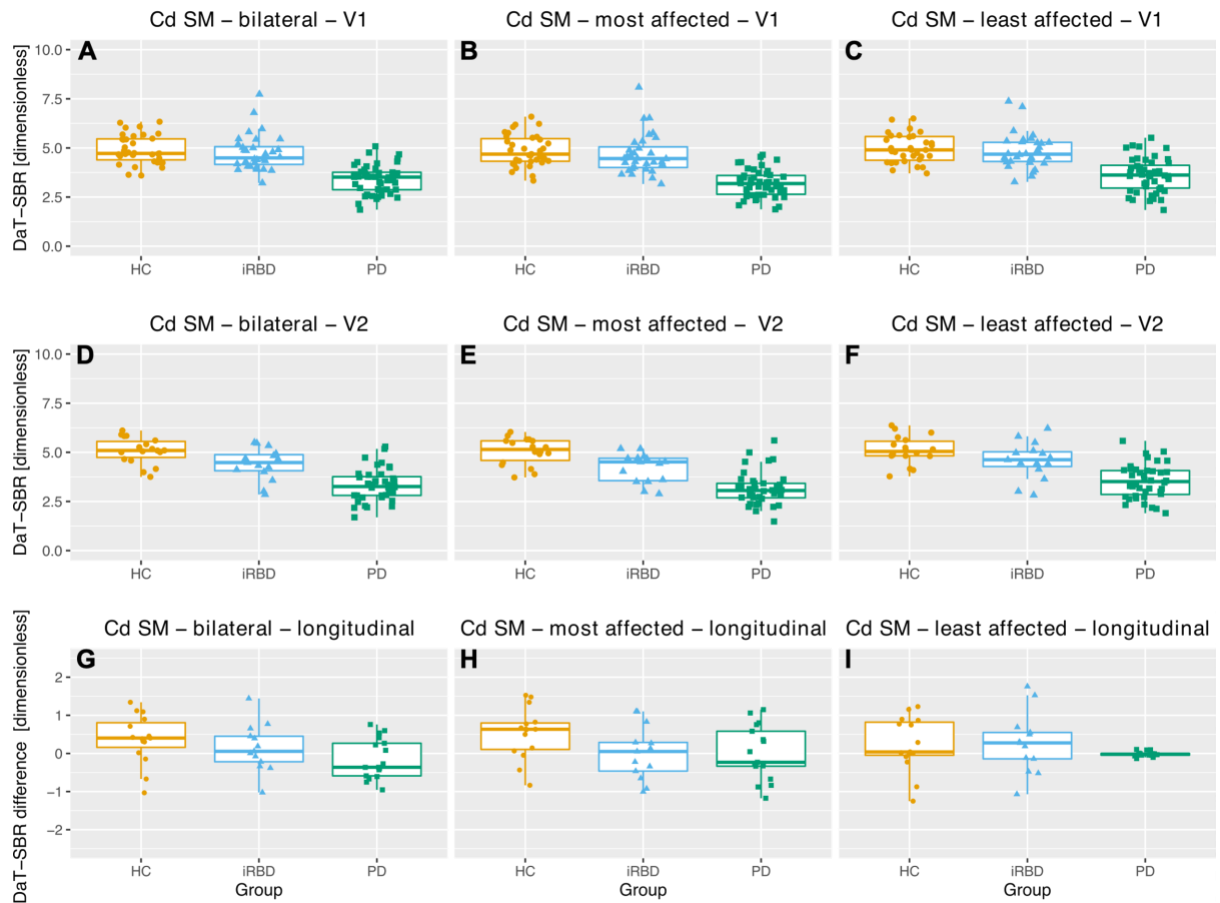 Cd SM – bilateral – V1
Cd SM – most affected – V1
Cd SM – least affected – V1
A
B
C
DaT–SBR [dimensionless]
10.0
7.5
5.0
2.5
0.0
HC
iRBD
PD
HC
iRBD
PD
HC
iRBD
PD
Cd SM – bilateral – V2
Cd SM – most affected – V2
Cd SM – least affected – V2
D
E
F
DaT–SBR [dimensionless]
10.0
7.5
5.0
2.5
0.0
HC
iRBD
PD
HC
iRBD
PD
HC
iRBD
PD
Cd SM – bilateral – longitudinal
Cd SM – most affected – longitudinal
Cd SM – least affected – longitudinal
G
H
I
DaT–SBR difference [dimensionless]
2
1
0
–1
–2
HC
iRBD
PD
HC
iRBD
PD
HC
iRBD
PD
Group
Group
Group